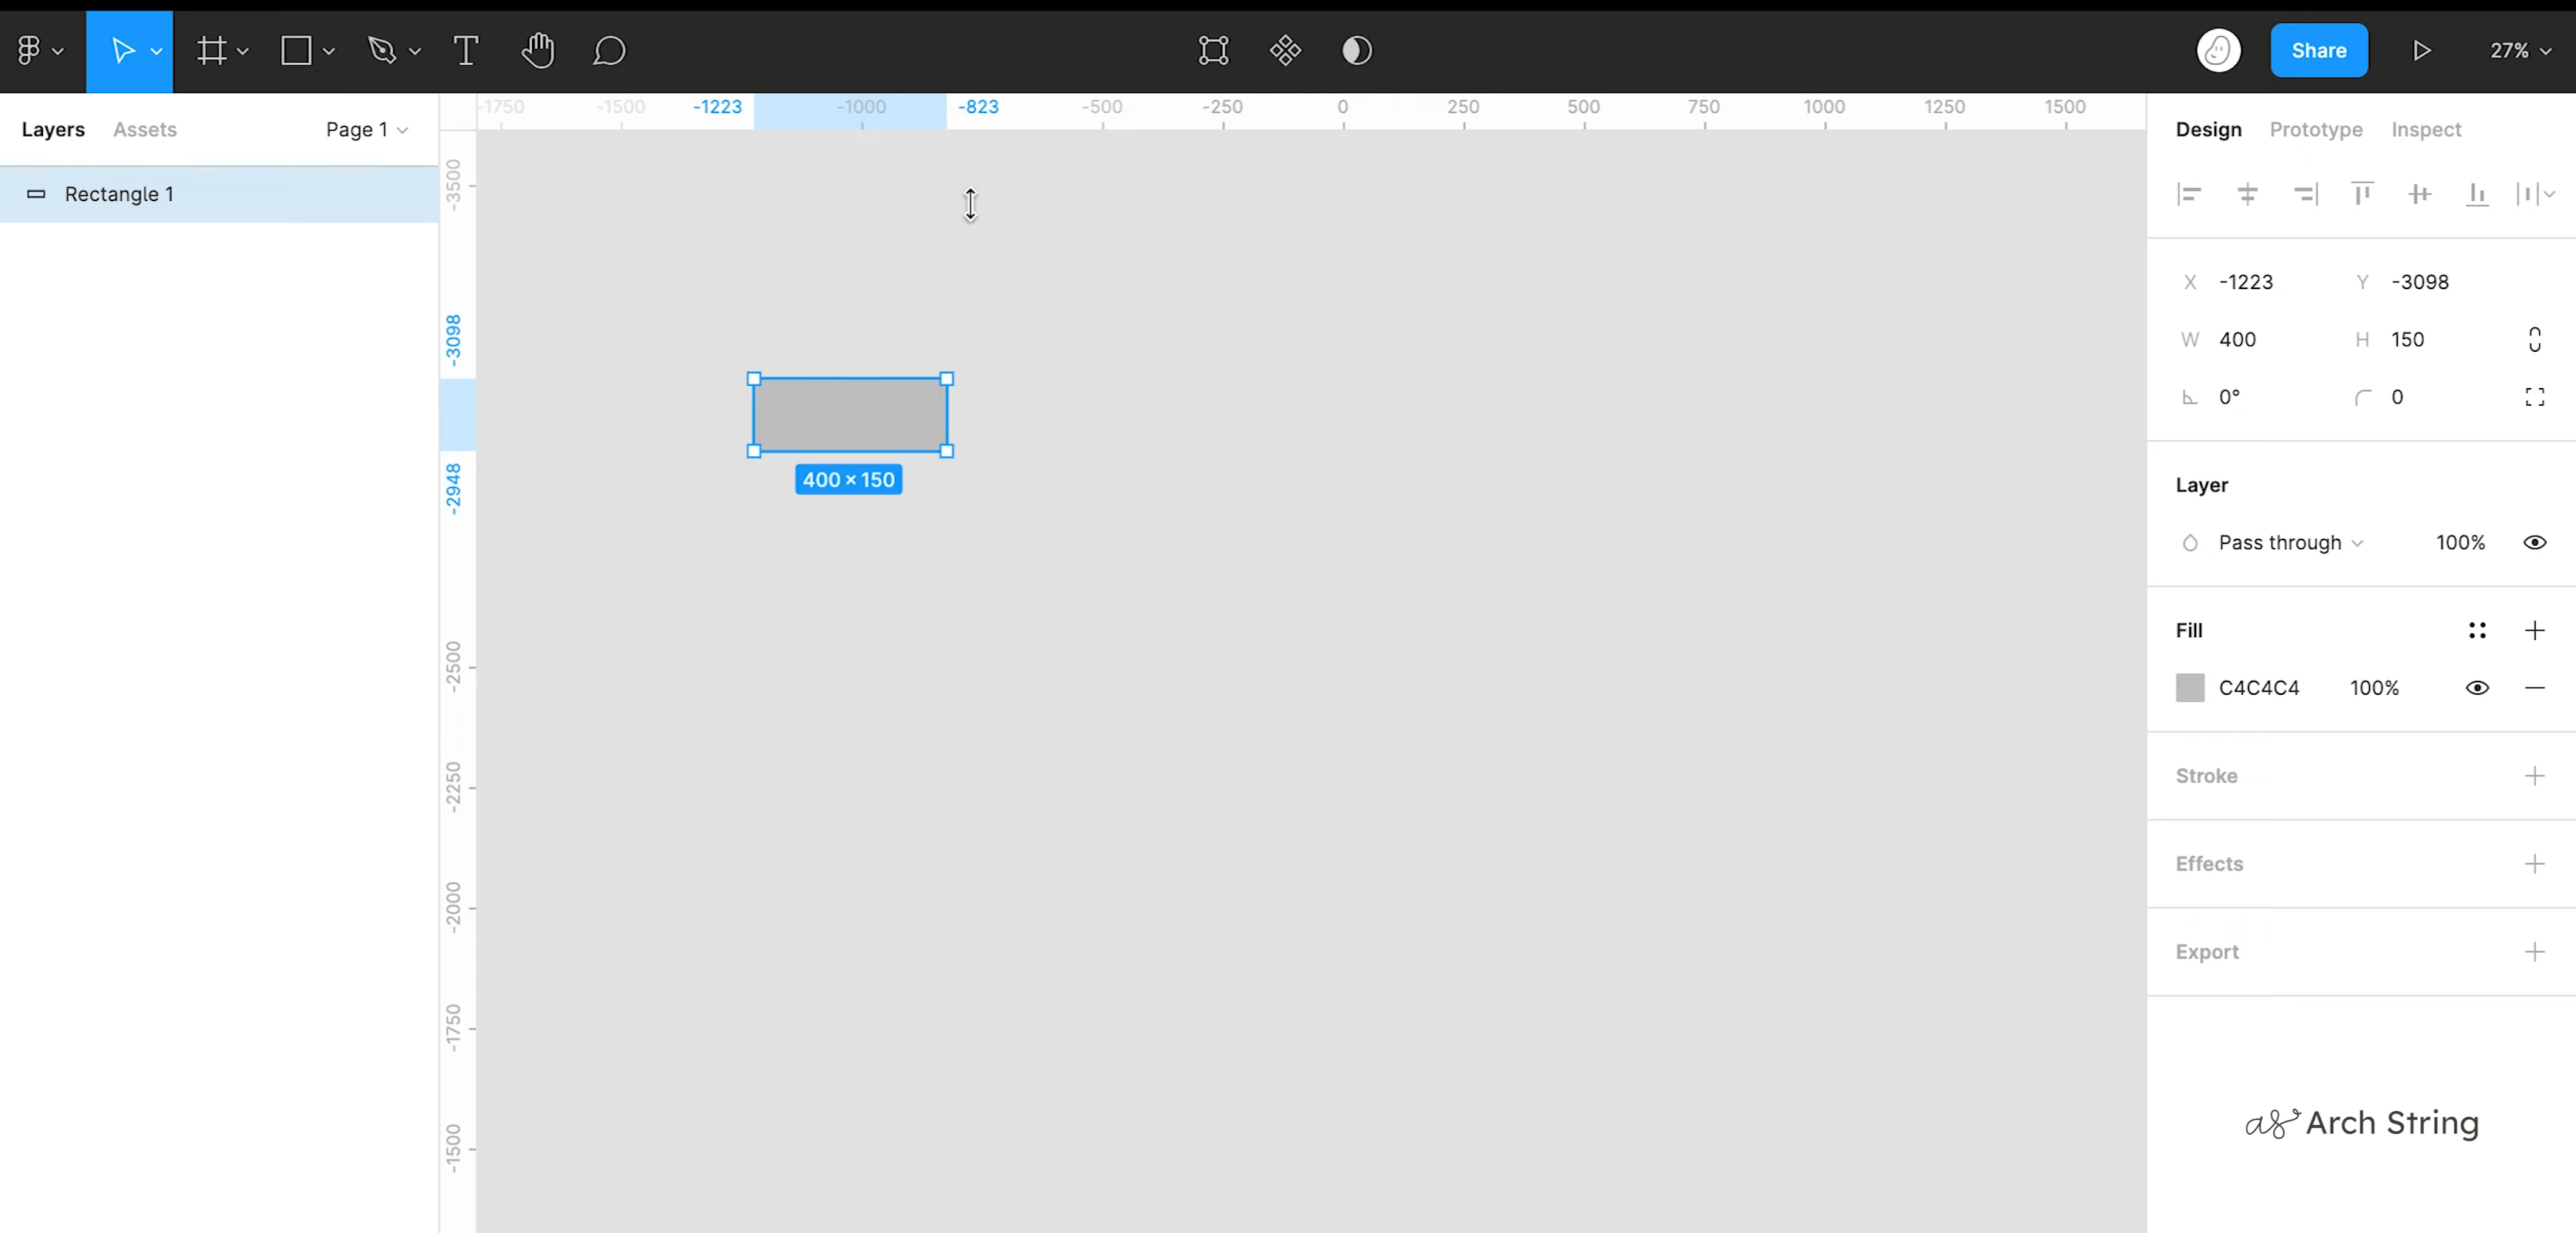 Share
27%
Layers
Assets
Page 1
-1750
-1500
-1223
-1000
-823
-500
-250
0
250
500
750
1000
1250
1500
Design
Prototype
Inspect
Rectangle 1
-3500
-3098
-2948
-2500
-2250
-2000
-1750
-1500
400 × 150
X -1223
Y -3098
W 400
H 150
0°
0
Layer
Pass through
100%
Fill
C4C4C4
100%
Stroke
Effects
Export
as Arch String